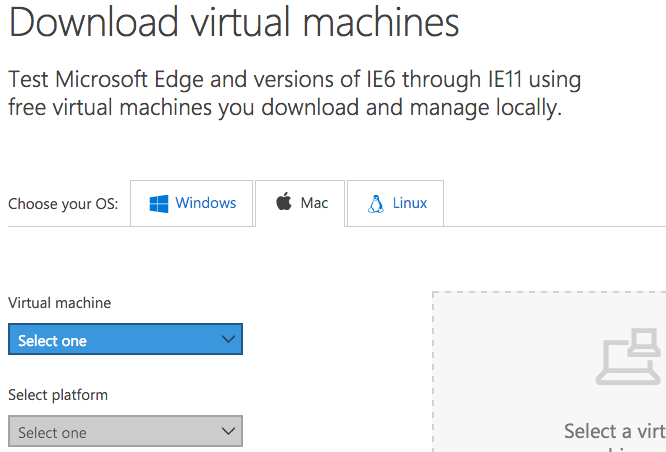 Download virtual machines
Test Microsoft Edge and versions of IE6 through IE11 using
free virtual machines you download and manage locally.
Choose your OS: Windows Mac Linux
Virtual machine
Select one
Select platform
Select one
Select a